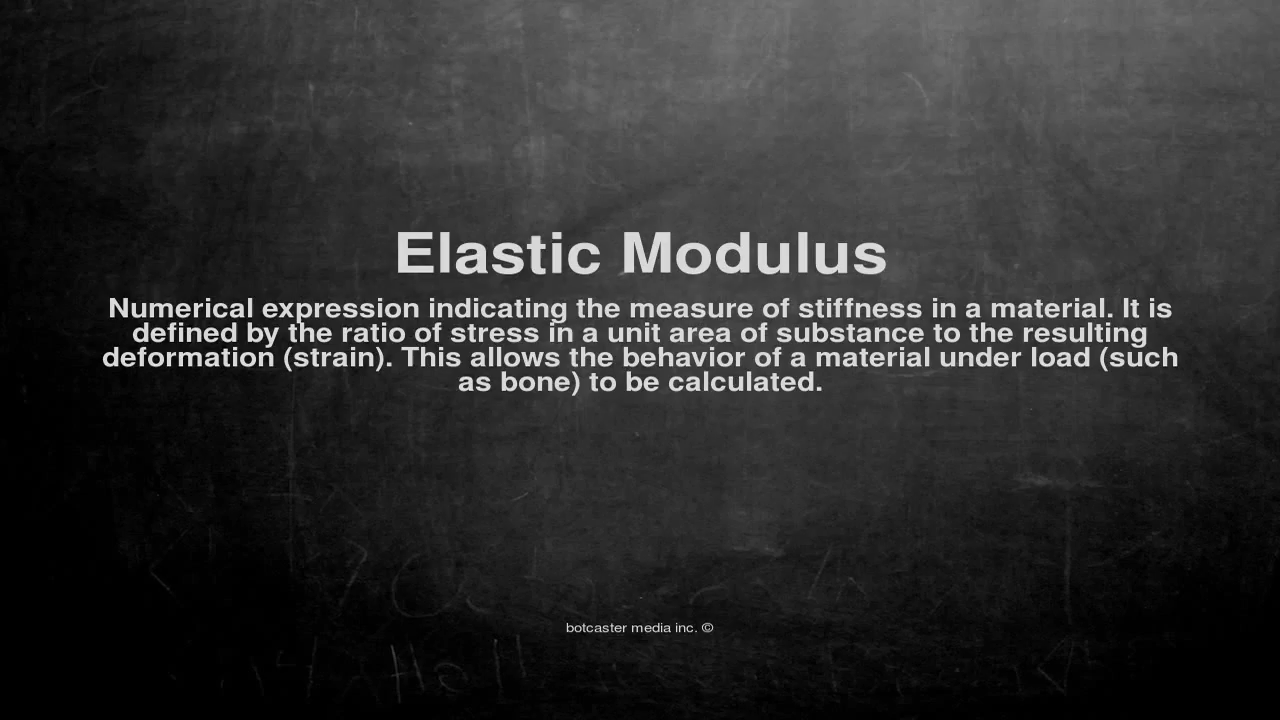 Elastic Modulus
Numerical expression indicating the measure of stiffness in a material. It is
defined by the ratio of stress in a unit area of substance to the resulting
deformation (strain). This allows the behavior of a material under load (such
as bone) to be calculated.
botcaster media inc. ©